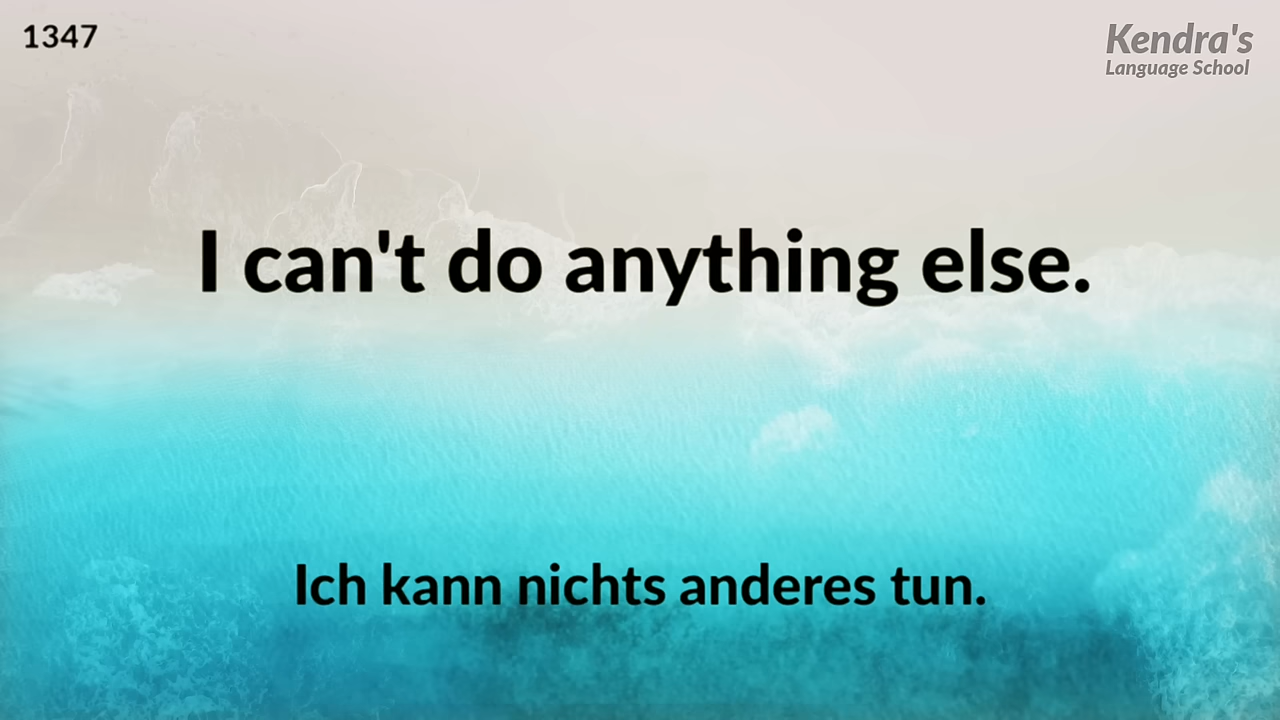 1347
Kendra's
Language School
I can't do anything else.
Ich kann nichts anderes tun.